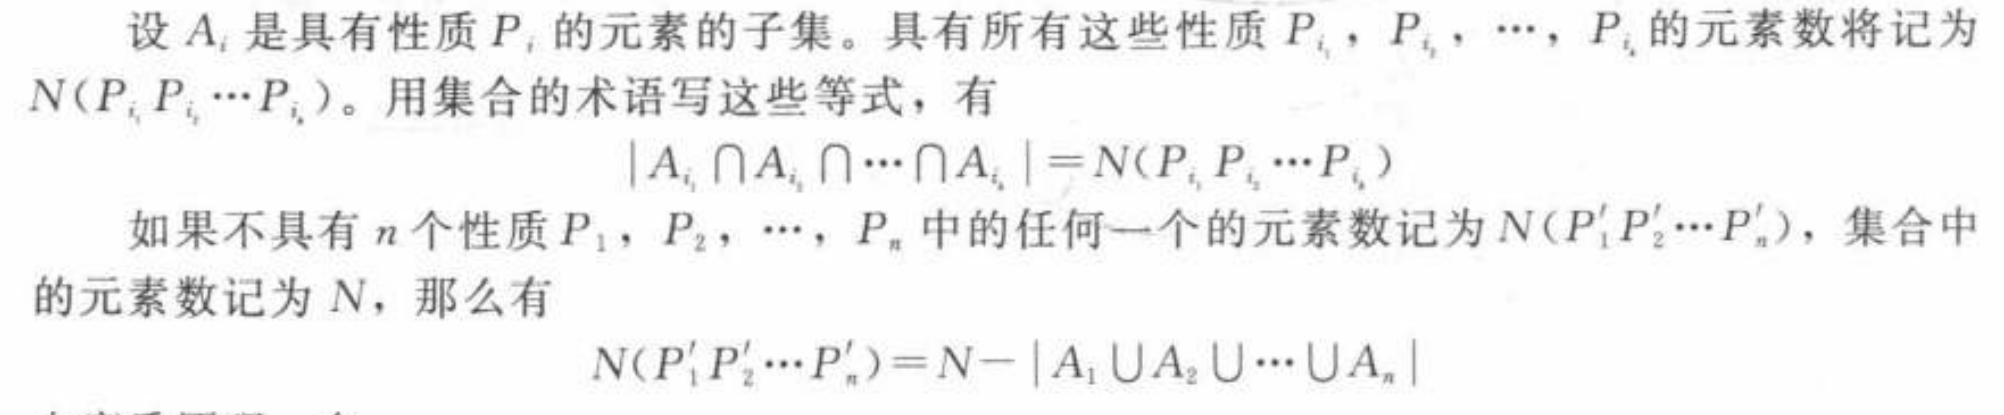 设 $A_i$ 是具有性质 $P_i$ 的元素的子集。具有所有这些性质 $P_{i_1}$，$P_{i_2}$，…，$P_{i_k}$ 的元素数将记为
$N(P_{i_1}P_{i_2}\cdots P_{i_k})$。用集合的术语写这些等式，有
$|A_{i_1}\cap A_{i_2}\cap\cdots\cap A_{i_k}|=N(P_{i_1}P_{i_2}\cdots P_{i_k})$
如果不具有 $n$ 个性质 $P_1$，$P_2$，…，$P_n$ 中的任何一个的元素数记为 $N(P_1'P_2'\cdots P_n')$，集合中
的元素数记为 $N$，那么有
$N(P_1'P_2'\cdots P_n')=N-|A_1\cup A_2\cup\cdots\cup A_n|$